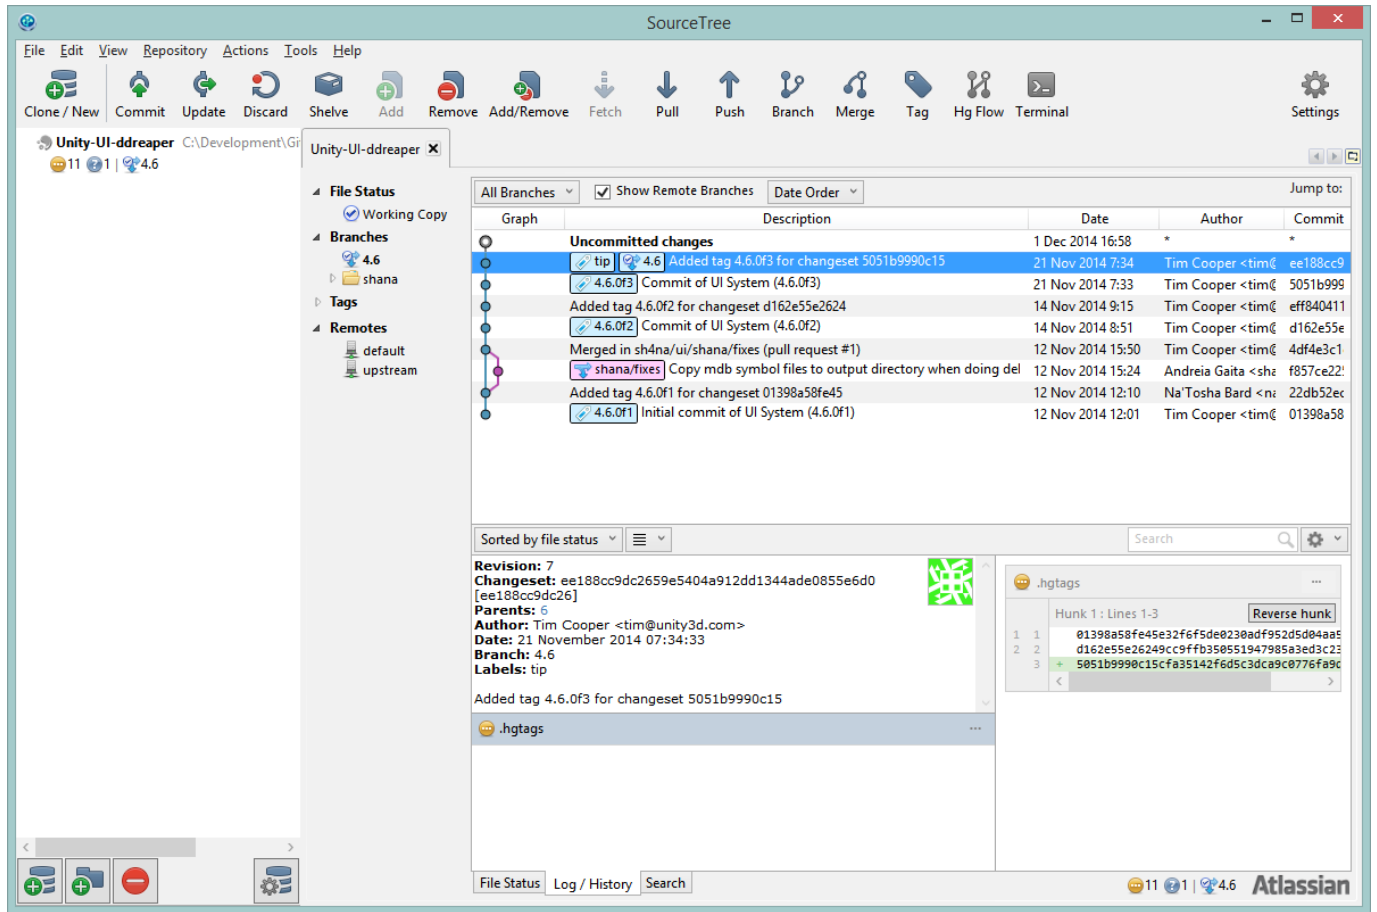 SourceTree
File Edit View Repository Actions Tools Help
Clone / New Commit Update Discard Shelve Add Remove Add/Remove Fetch Pull Push Branch Merge Tag Hg Flow Terminal Settings
Unity-UI-ddreaper C:\Development\Gi
11 1 | 4.6
Unity-UI-ddreaper
File Status
Working Copy
Branches
4.6
shana
Tags
Remotes
default
upstream
All Branches Show Remote Branches Date Order Jump to:
Graph Description Date Author Commit
Uncommitted changes 1 Dec 2014 16:58 * *
tip 4.6 Added tag 4.6.0f3 for changeset 5051b9990c15 21 Nov 2014 7:34 Tim Cooper <tim@ ee188cc9
4.6.0f3 Commit of UI System (4.6.0f3) 21 Nov 2014 7:33 Tim Cooper <tim@ 5051b999
Added tag 4.6.0f2 for changeset d162e55e2624 14 Nov 2014 9:15 Tim Cooper <tim@ eff840411
4.6.0f2 Commit of UI System (4.6.0f2) 14 Nov 2014 8:51 Tim Cooper <tim@ d162e55e
Merged in sh4na/ui/shana/fixes (pull request #1) 12 Nov 2014 15:50 Tim Cooper <tim@ 4df4e3c1
shana/fixes Copy mdb symbol files to output directory when doing del 12 Nov 2014 15:24 Andreia Gaita <sha f857ce22
Added tag 4.6.0f1 for changeset 01398a58fe45 12 Nov 2014 12:10 Na'Tosha Bard <na 22db52ec
4.6.0f1 Initial commit of UI System (4.6.0f1) 12 Nov 2014 12:01 Tim Cooper <tim@ 01398a58
Sorted by file status Search
Revision: 7
Changeset: ee188cc9dc2659e5404a912dd1344ade0855e6d0
[ee188cc9dc26]
Parents: 6
Author: Tim Cooper <tim@unity3d.com>
Date: 21 November 2014 07:34:33
Branch: 4.6
Labels: tip
Added tag 4.6.0f3 for changeset 5051b9990c15
.hgtags
.hgtags
Hunk 1 : Lines 1-3 Reverse hunk
1 1 01398a58fe45e32f6f5de0230adf952d5d04aa5
2 2 d162e55e26249cc9ffb350551947985a3ed3c23
3 + 5051b9990c15cfa35142f6d5c3dca9c0776fa9c
File Status Log / History Search
11 1 | 4.6 Atlassian